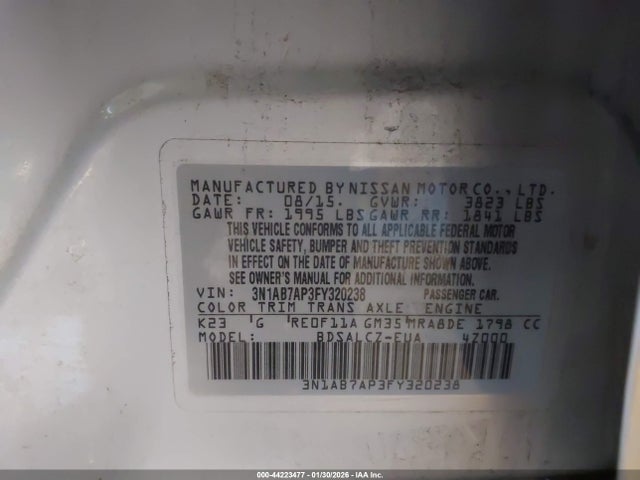 MANUFACTURED BY NISSAN MOTOR CO., LTD.
DATE: 08/15. GVWR: 3823 LBS
GAWR FR: 1995 LBS GAWR RR: 1841 LBS
THIS VEHICLE CONFORMS TO ALL APPLICABLE FEDERAL MOTOR
VEHICLE SAFETY, BUMPER AND THEFT PREVENTION STANDARDS
IN EFFECT ON THE DATE OF MANUFACTURE SHOWN ABOVE.
SEE OWNER'S MANUAL FOR ADDITIONAL INFORMATION
VIN: 3N1AB7AP3FY320238 PASSENGER CAR.
COLOR TRIM TRANS AXLE ENGINE
K23 G RE0F11A GM35 MRA8DE 1798 CC
MODEL: BDSALCZ-EUA 4Z000
3N1AB7AP3FY320238
000-44223477 - 01/30/2026 - IAAI, Inc.